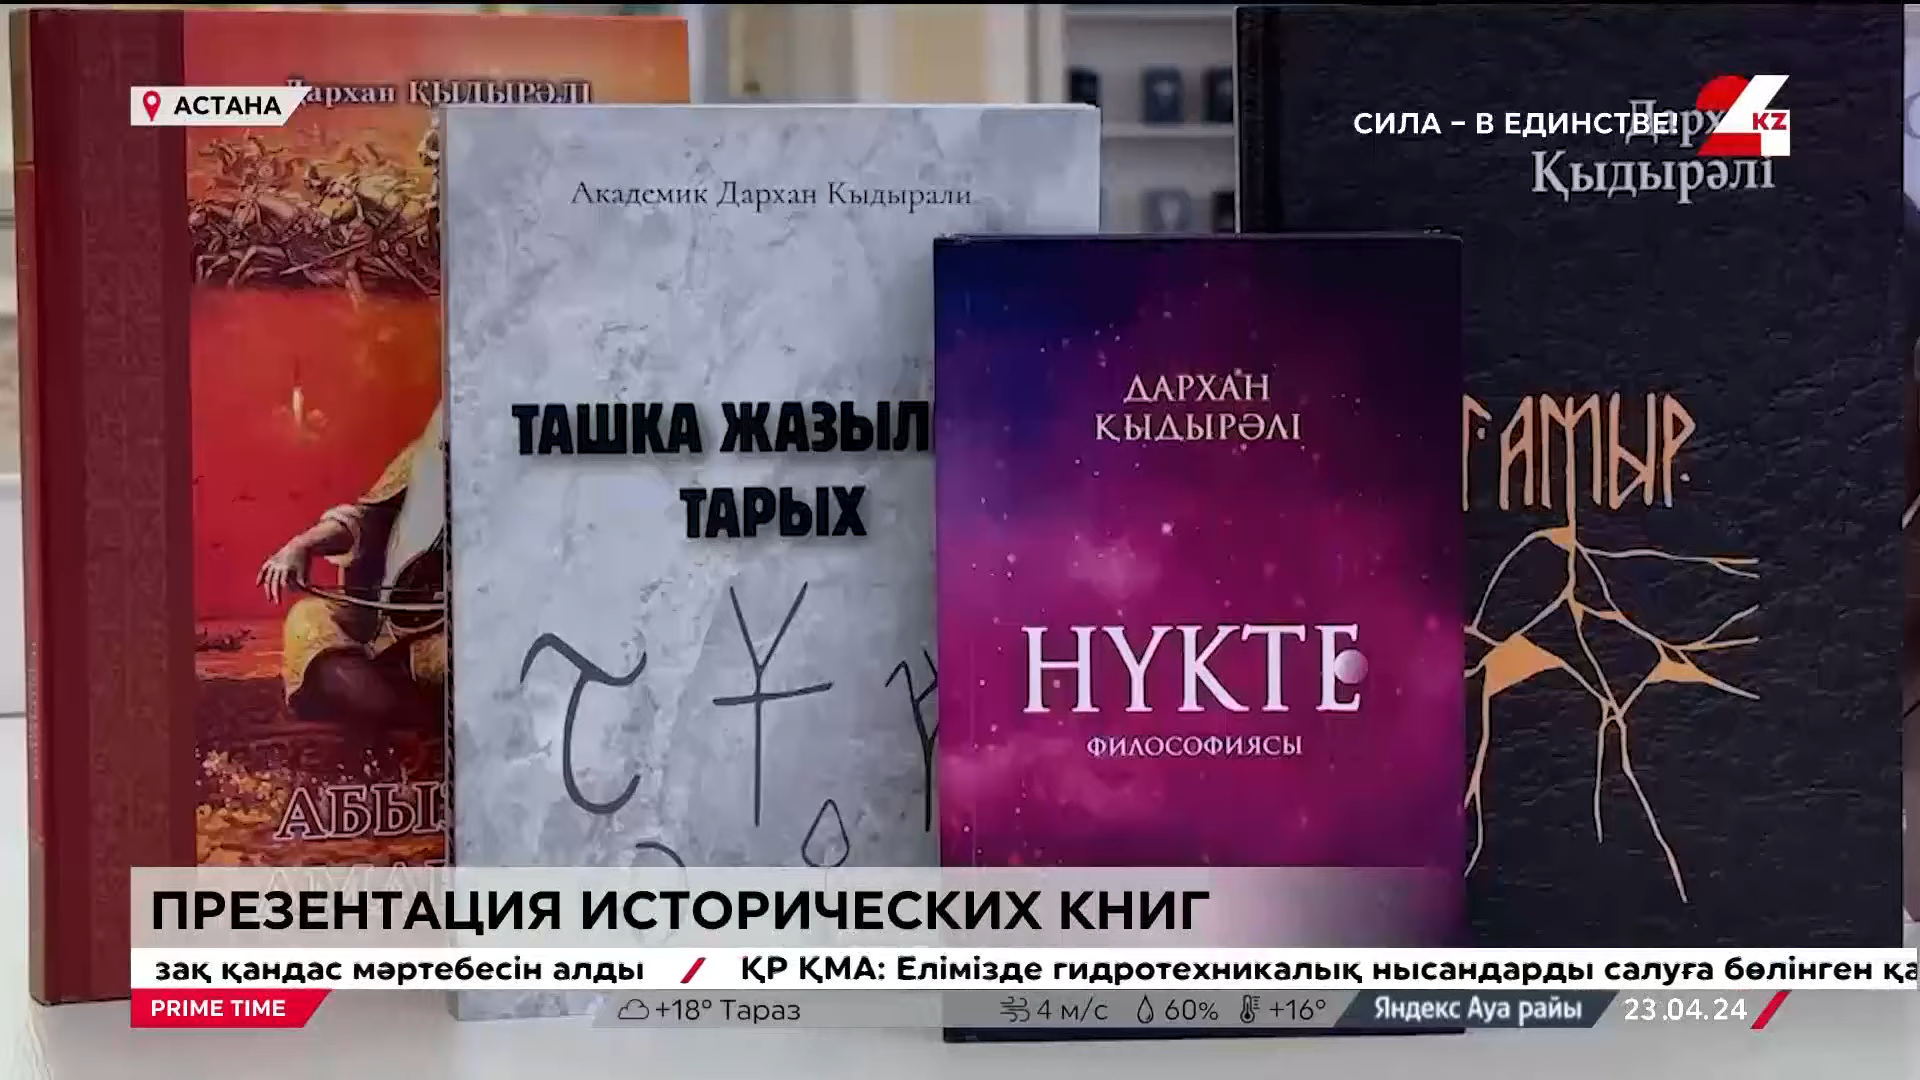 АСТАНА
СИЛА – В ЕДИНСТВЕ!
KZ
Дархан ҚЫДЫРӘЛІ
Академик Дархан Кыдырали
ТАШКА
ТАРЫХ
ДАРХАН
ҚЫДЫРӘЛІ
НҮКТЕ
ФИЛОСОФИЯСЫ
Қыдырәлі
ПРЕЗЕНТАЦИЯ ИСТОРИЧЕСКИХ КНИГ
зақ қандас мәртебесін алды / ҚР ҚМА: Елімізде гидротехникалық нысандарды салуға бөлінген қа
PRIME TIME
+18° Тараз
4 м/с 60% +16°
Яндекс Ауа райы
23.04.24